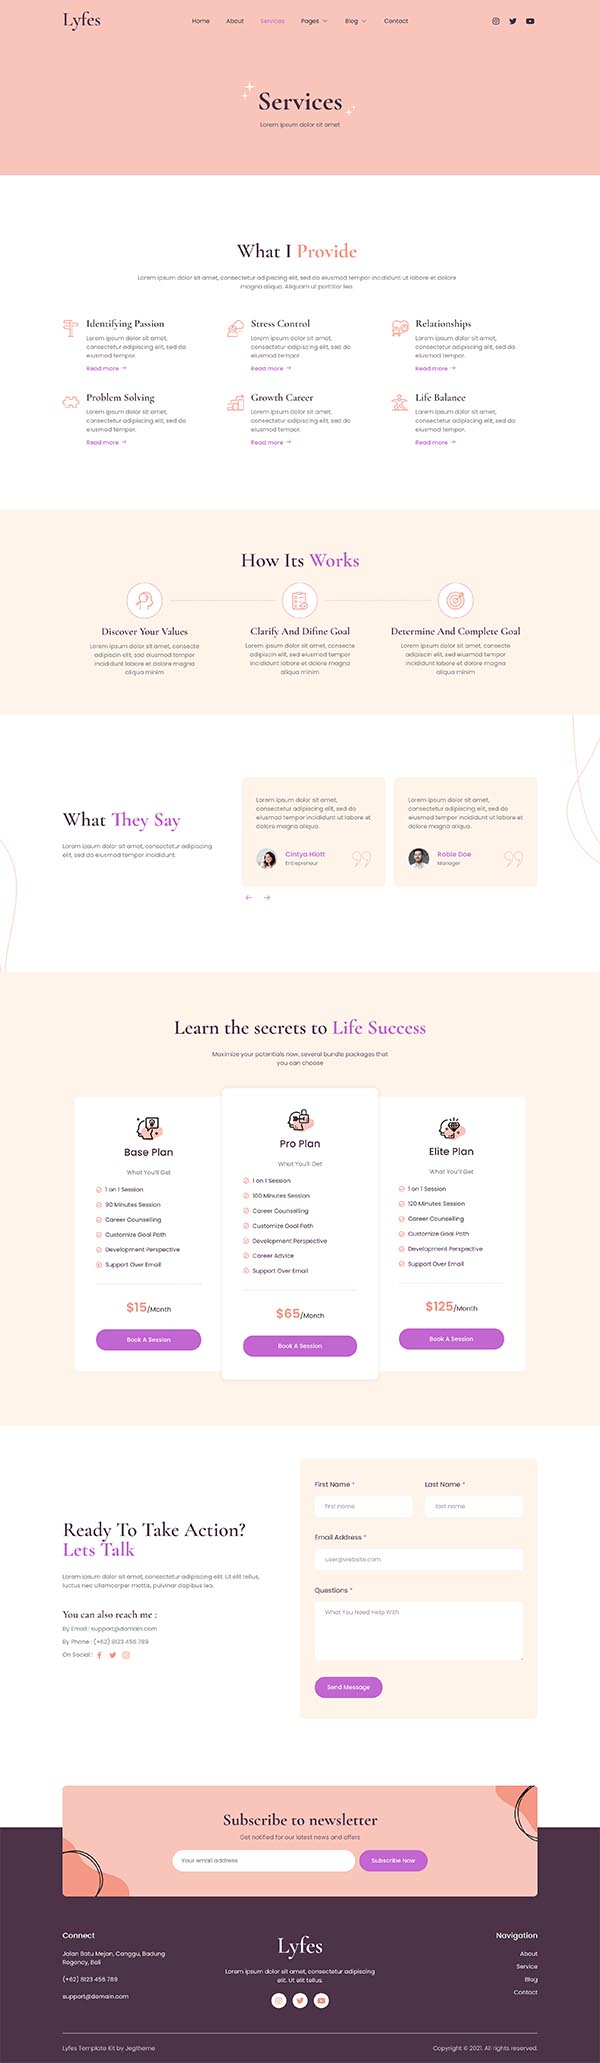 Lyfes
Home About Services Pages Blog Contact
Services
Lorem ipsum dolor sit amet
What I Provide
Lorem ipsum dolor sit amet, consectetur adipiscing elit, sed do eiusmod tempor incididunt ut labore et dolore
magna aliqua. Aliquam ut porttitor leo.
Identifying Passion
Lorem ipsum dolor sit amet,
consectetur adipiscing elit, sed do
eiusmod tempor.
Read more
Stress Control
Lorem ipsum dolor sit amet,
consectetur adipiscing elit, sed do
eiusmod tempor.
Read more
Relationships
Lorem ipsum dolor sit amet,
consectetur adipiscing elit, sed do
eiusmod tempor.
Read more
Problem Solving
Lorem ipsum dolor sit amet,
consectetur adipiscing elit, sed do
eiusmod tempor.
Read more
Growth Career
Lorem ipsum dolor sit amet,
consectetur adipiscing elit, sed do
eiusmod tempor.
Read more
Life Balance
Lorem ipsum dolor sit amet,
consectetur adipiscing elit, sed do
eiusmod tempor.
Read more
How Its Works
Discover Your Values
Lorem ipsum dolor sit amet, consecte
adipiscin elit, sed eiusmod tempor
incididunt labore et dolore magna
aliqua minim
Clarify And Difine Goal
Lorem ipsum dolor sit amet, consecte
adipiscin elit, sed eiusmod tempor
incididunt labore et dolore magna
aliqua minim
Determine And Complete Goal
Lorem ipsum dolor sit amet, consecte
adipiscin elit, sed eiusmod tempor
incididunt labore et dolore magna
aliqua minim
What They Say
Lorem ipsum dolor sit amet, consectetur adipiscing
elit, sed do eiusmod tempor incididunt.
Lorem ipsum dolor sit amet,
consectetur adipiscing elit, sed do
eiusmod tempor incididunt ut labore et
dolore magna aliqua.
Cintya Hiott
Entrepreneur
Lorem ipsum dolor sit amet,
consectetur adipiscing elit, sed do
eiusmod tempor incididunt ut labore et
dolore magna aliqua.
Robie Doe
Manager
Learn the secrets to Life Success
Maximize your potentials now, several bundle packages that
you can choose
Base Plan
What You'll Get
1 on 1 Session
90 Minutes Session
Career Counselling
Customize Goal Path
Development Perspective
Support Over Email
$15/Month
Book A Session
Pro Plan
What You'll Get
1 on 1 Session
100 Minutes Session
Career Counselling
Customize Goal Path
Development Perspective
Career Advice
Support Over Email
$65/Month
Book A Session
Elite Plan
What You'll Get
1 on 1 Session
120 Minutes Session
Career Counselling
Customize Goal Path
Development Perspective
Support Over Email
$125/Month
Book A Session
Ready To Take Action?
Lets Talk
Lorem ipsum dolor sit amet, consectetur adipiscing elit. Ut elit tellus,
luctus nec ullamcorper mattis, pulvinar dapibus leo.
You can also reach me :
By Email : support@domain.com
By Phone : (+62) 8123 456 789
On Social :
First Name *
first name
Last Name *
last name
Email Address *
user@website.com
Questions *
What You Need Help With
Send Message
Subscribe to newsletter
Get notified for our latest news and offers
Your email address
Subscribe Now
Connect
Jalan Batu Mejan, Canggu, Badung
Regency, Bali
(+62) 8123 456 789
support@domain.com
Lyfes
Lorem ipsum dolor sit amet, consectetur adipiscing
elit. Ut elit tellus.
Navigation
About
Service
Blog
Contact
Lyfes Template Kit by Jegtheme
Copyright © 2021. All rights reserved.